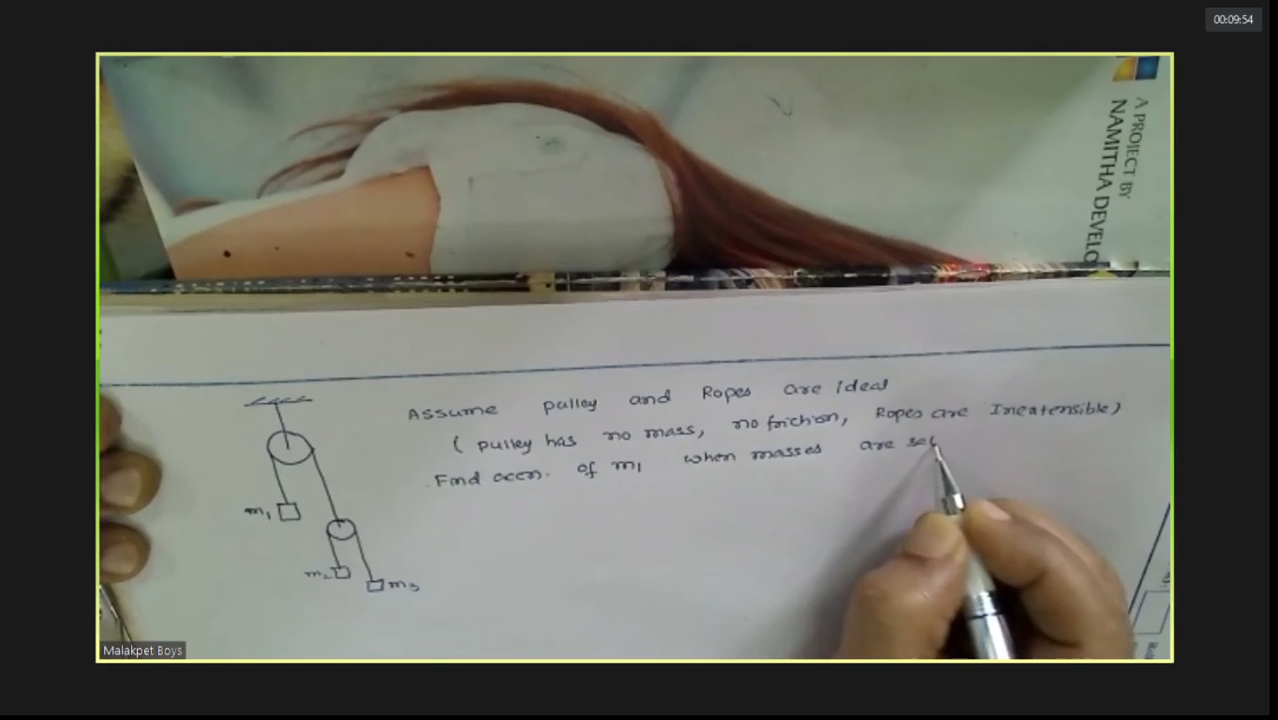 00:09:54
A PROJECT BY
NAMITHA DEVELO
Assume pulley and Ropes are ideal
( pulley has no mass, no friction, Ropes are Inextensible)
Find accn. of m1 when masses are set
m1
m2
m3
Malakpet Boys